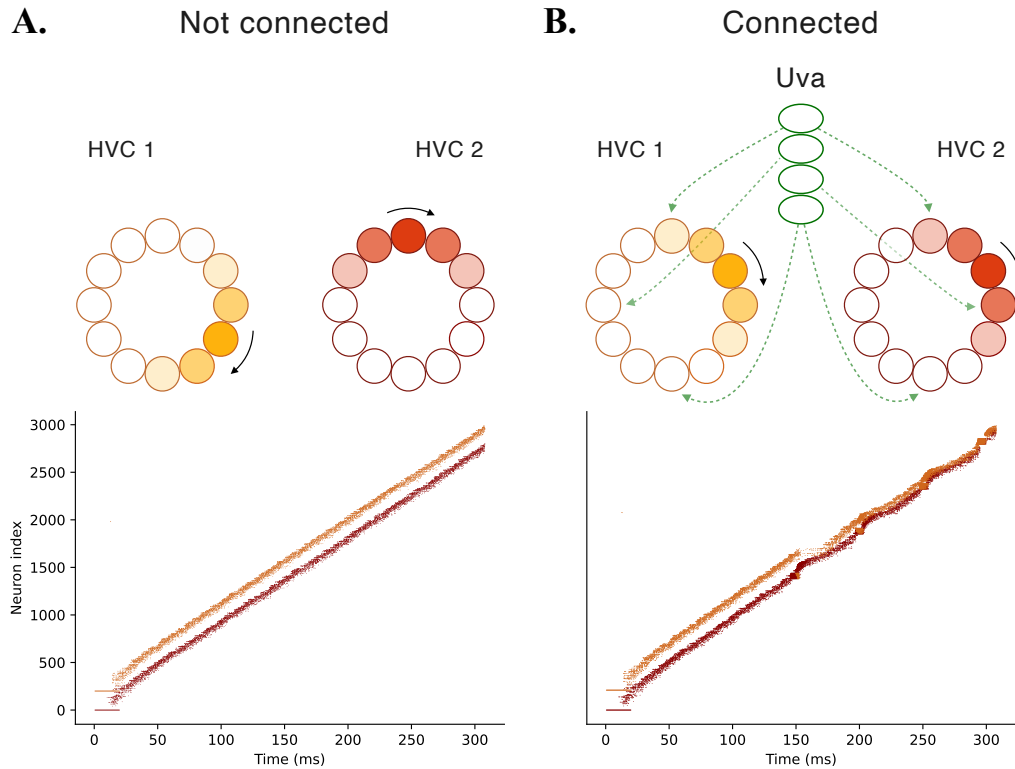 A.
Not connected
HVC 1
HVC 2
3000
2500
2000
1500
1000
500
0
Neuron index
0 50 100 150 200 250 300
Time (ms)
B.
Connected
Uva
HVC 1
HVC 2
0 50 100 150 200 250 300
Time (ms)